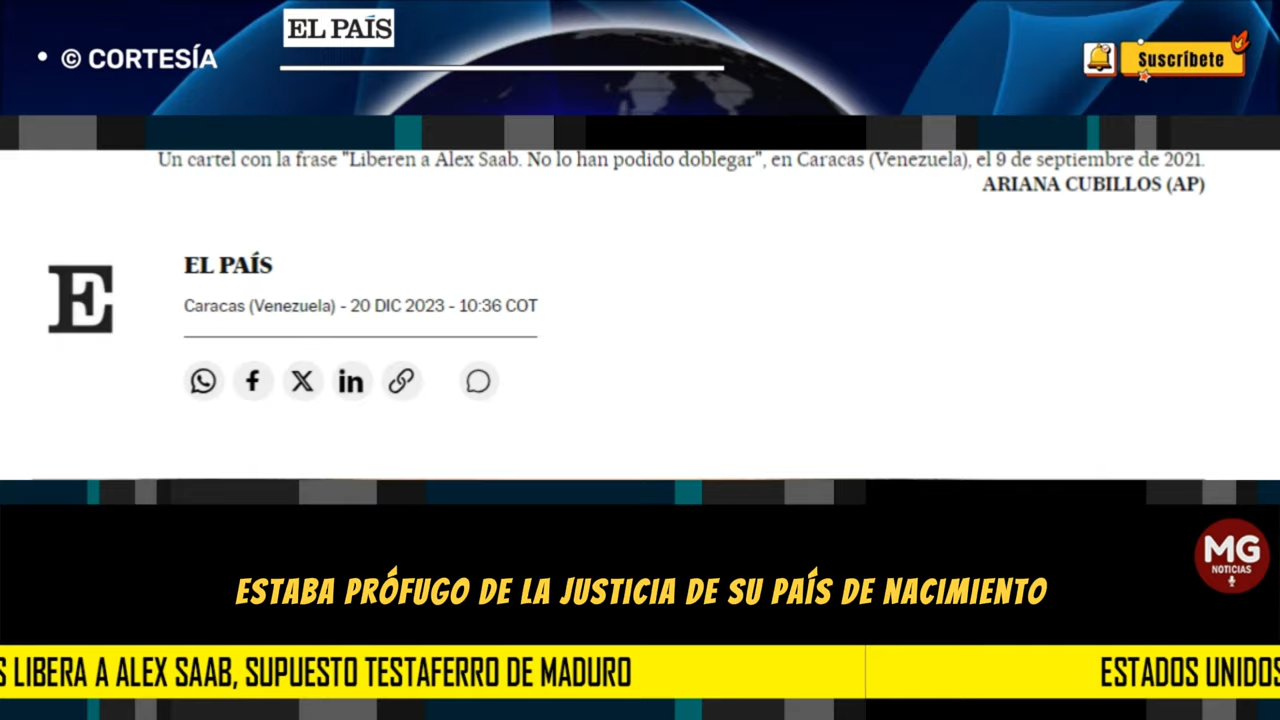 • © CORTESÍA
EL PAÍS
Suscríbete
Un cartel con la frase "Liberen a Alex Saab. No lo han podido doblegar", en Caracas (Venezuela), el 9 de septiembre de 2021.
ARIANA CUBILLOS (AP)
E
EL PAÍS
Caracas (Venezuela) - 20 DIC 2023 - 10:36 COT
MG
NOTICIAS
ESTABA PRÓFUGO DE LA JUSTICIA DE SU PAÍS DE NACIMIENTO
S LIBERA A ALEX SAAB, SUPUESTO TESTAFERRO DE MADURO
ESTADOS UNIDOS